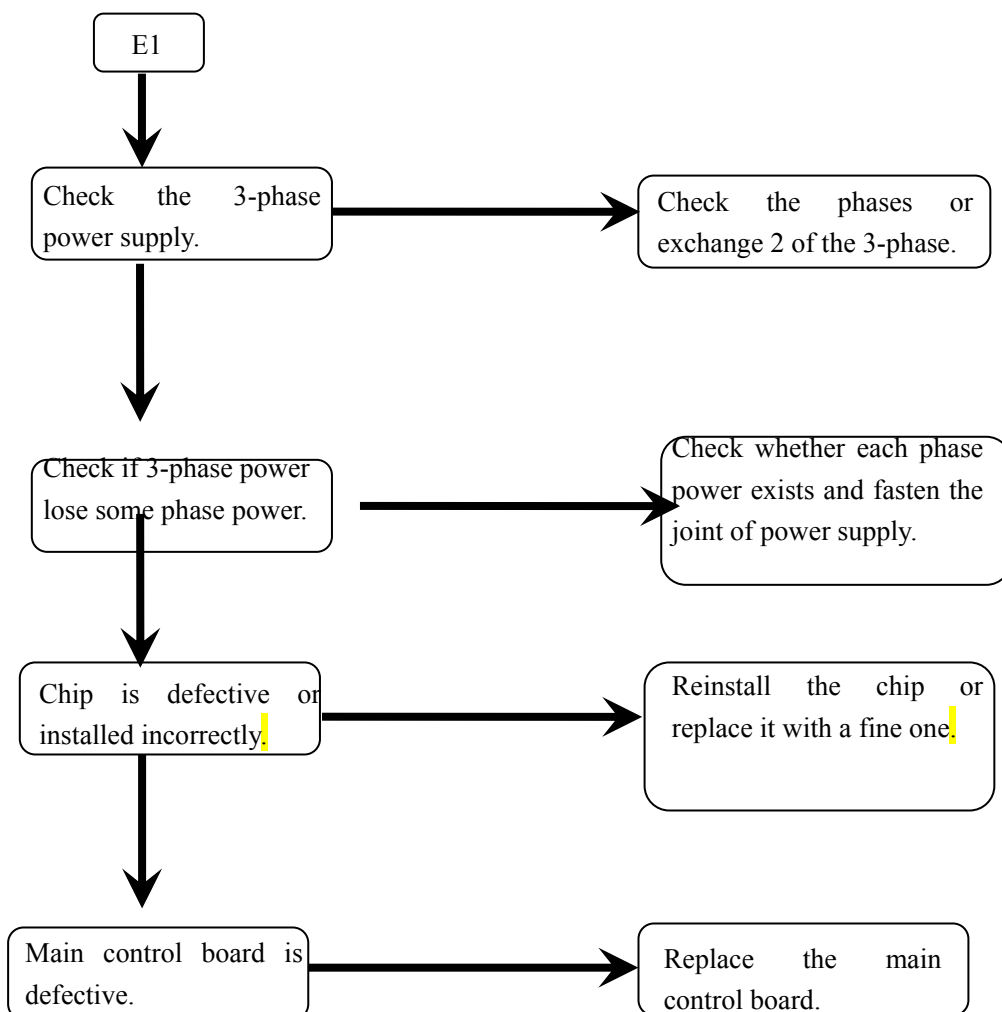 E1
Check the 3-phase
power supply.
Check the phases or
exchange 2 of the 3-phase.
Check if 3-phase power
lose some phase power.
Check whether each phase
power exists and fasten the
joint of power supply.
Chip is defective or
installed incorrectly.
Reinstall the chip or
replace it with a fine one.
Main control board is
defective.
Replace the main
control board.